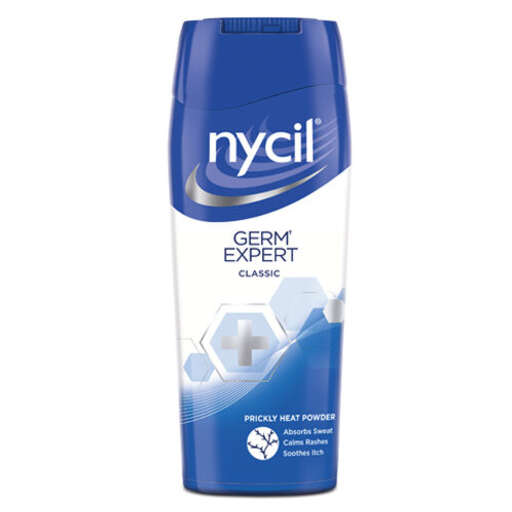 nycil®
GERM'
EXPERT
CLASSIC
PRICKLY HEAT POWDER
Absorbs Sweat
Calms Rashes
Soothes Itch